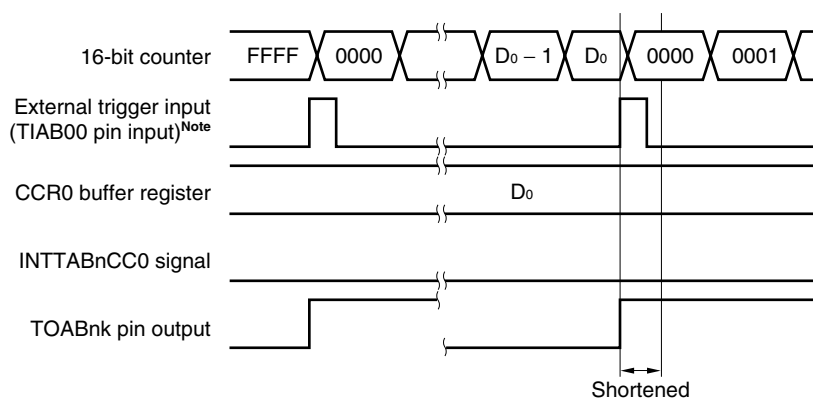 16-bit counter FFFF 0000 D0 − 1 D0 0000 0001
External trigger input
(TIAB00 pin input)Note
CCR0 buffer register D0
INTTABnCC0 signal
TOABnk pin output
Shortened